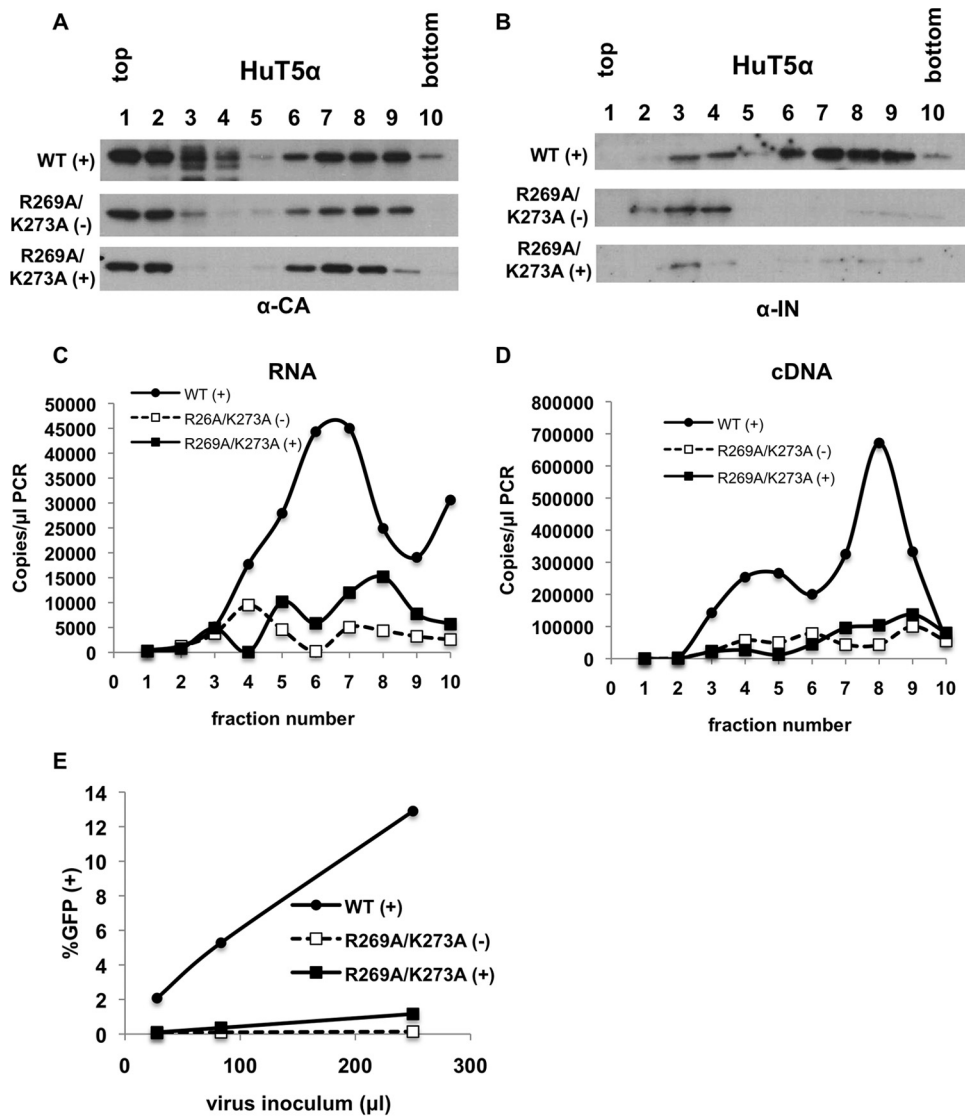 A
top
HuT5α
bottom
1 2 3 4 5 6 7 8 9 10
WT (+)
R269A/
K273A (-)
R269A/
K273A (+)
α-CA
B
top
HuT5α
bottom
1 2 3 4 5 6 7 8 9 10
WT (+)
R269A/
K273A (-)
R269A/
K273A (+)
α-IN
C
RNA
WT (+)
R26A/K273A (-)
R269A/K273A (+)
Copies/µl PCR
50000
45000
40000
35000
30000
25000
20000
15000
10000
5000
0
0 1 2 3 4 5 6 7 8 9 10
fraction number
D
cDNA
WT (+)
R269A/K273A (-)
R269A/K273A (+)
Copies/µl PCR
800000
700000
600000
500000
400000
300000
200000
100000
0
0 1 2 3 4 5 6 7 8 9 10
fraction number
E
%GFP (+)
14
12
10
8
6
4
2
0
WT (+)
R269A/K273A (-)
R269A/K273A (+)
0 100 200 300
virus inoculum (µl)